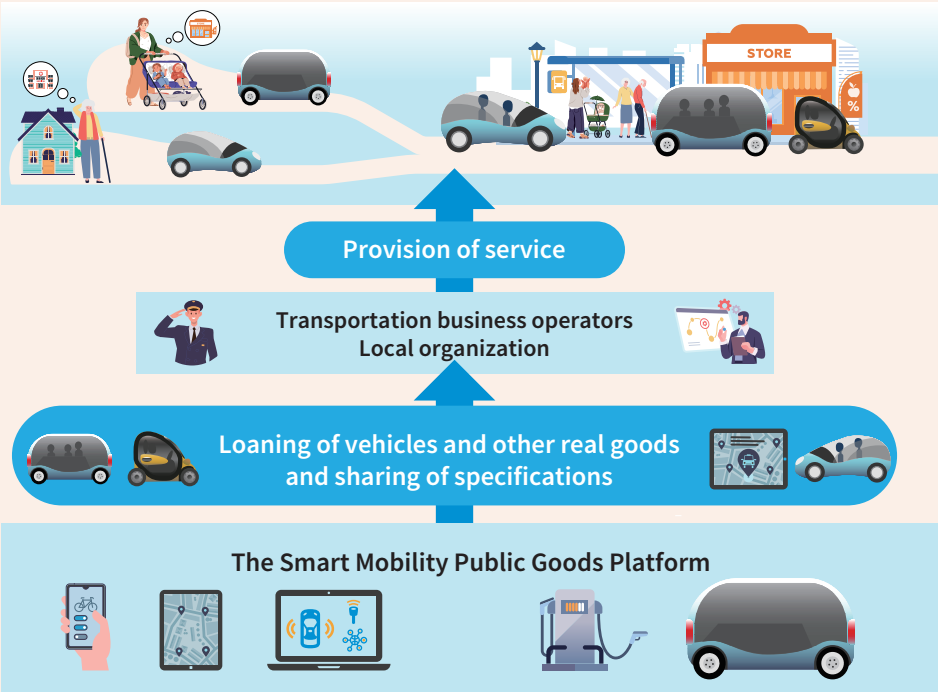 STORE
%
Provision of service
Transportation business operators
Local organization
Loaning of vehicles and other real goods
and sharing of specifications
The Smart Mobility Public Goods Platform